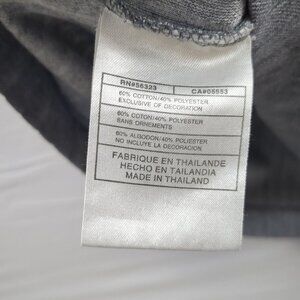 RN#56323 CA#05553
60% COTTON/40% POLYESTER
EXCLUSIVE OF DECORATION
60% COTON/40% POLYESTER
SANS ORNEMENTS
60% ALGODON/40% POLIESTER
NO INCLUYE LA DECORACION
FABRIQUE EN THAILANDE
HECHO EN TAILANDIA
MADE IN THAILAND